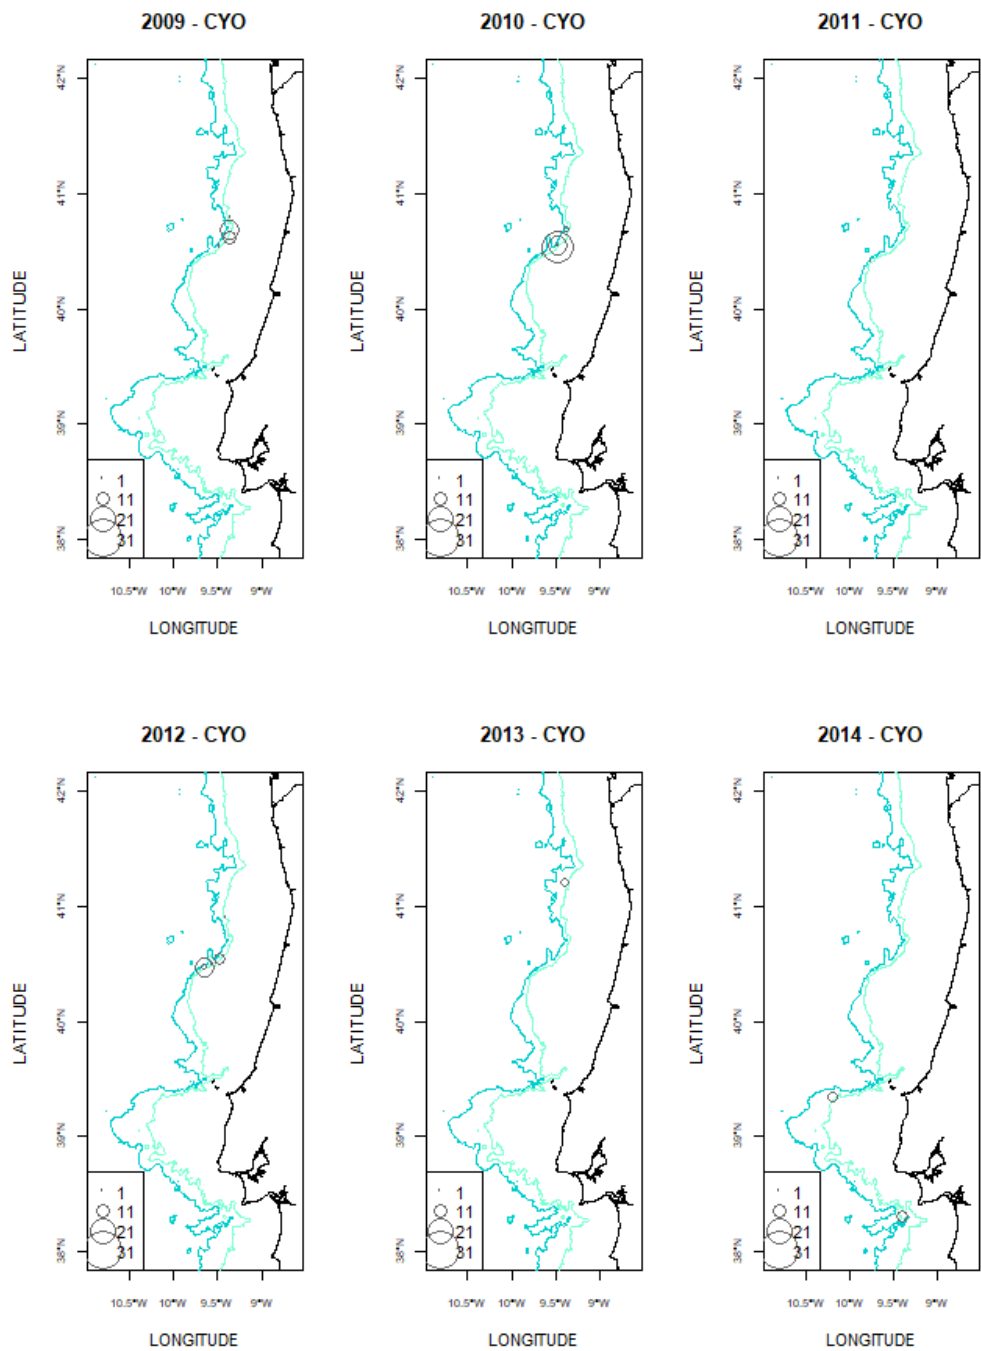 2009 - CYO
2010 - CYO
2011 - CYO
42°N
41°N
40°N
39°N
38°N
LATITUDE
1
11
21
31
10.5°W 10°W 9.5°W 9°W
LONGITUDE
42°N
41°N
40°N
39°N
38°N
LATITUDE
1
11
21
31
10.5°W 10°W 9.5°W 9°W
LONGITUDE
42°N
41°N
40°N
39°N
38°N
LATITUDE
1
11
21
31
10.5°W 10°W 9.5°W 9°W
LONGITUDE
2012 - CYO
2013 - CYO
2014 - CYO
42°N
41°N
40°N
39°N
38°N
LATITUDE
1
11
21
31
10.5°W 10°W 9.5°W 9°W
LONGITUDE
42°N
41°N
40°N
39°N
38°N
LATITUDE
1
11
21
31
10.5°W 10°W 9.5°W 9°W
LONGITUDE
42°N
41°N
40°N
39°N
38°N
LATITUDE
1
11
21
31
10.5°W 10°W 9.5°W 9°W
LONGITUDE